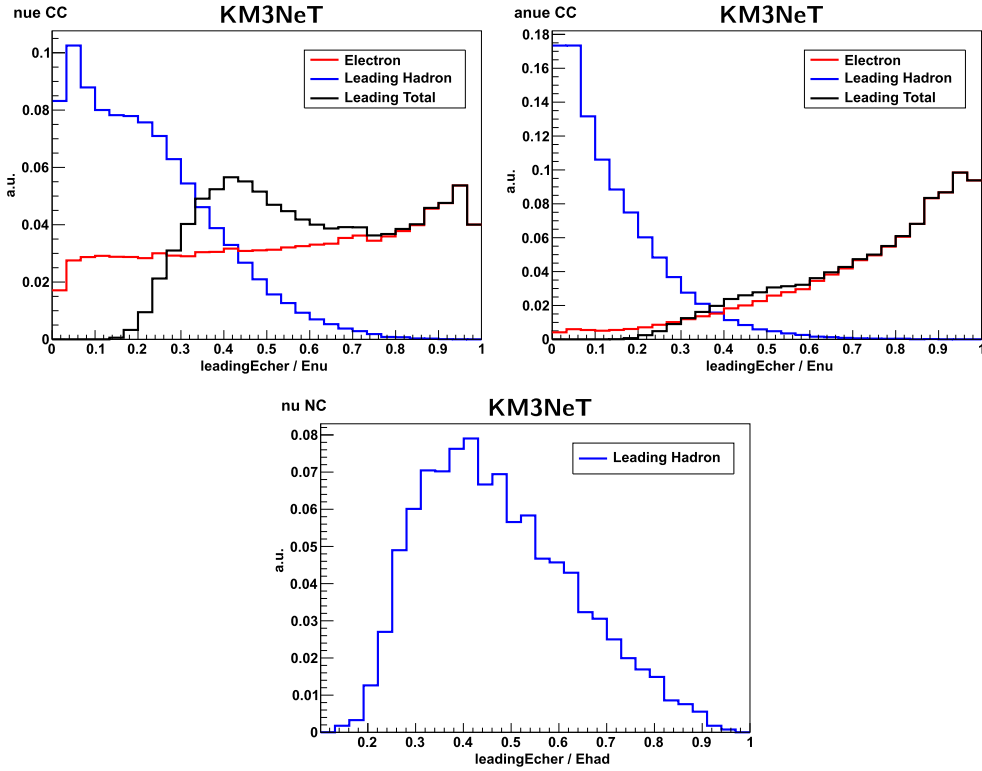 nue CC
KM3NeT
Electron
Leading Hadron
Leading Total
a.u.
0.1
0.08
0.06
0.04
0.02
0
0 0.1 0.2 0.3 0.4 0.5 0.6 0.7 0.8 0.9 1
leadingEcher / Enu
anue CC
KM3NeT
Electron
Leading Hadron
Leading Total
a.u.
0.18
0.16
0.14
0.12
0.1
0.08
0.06
0.04
0.02
0
0 0.1 0.2 0.3 0.4 0.5 0.6 0.7 0.8 0.9 1
leadingEcher / Enu
nu NC
KM3NeT
Leading Hadron
a.u.
0.08
0.07
0.06
0.05
0.04
0.03
0.02
0.01
0
0.2 0.3 0.4 0.5 0.6 0.7 0.8 0.9 1
leadingEcher / Ehad